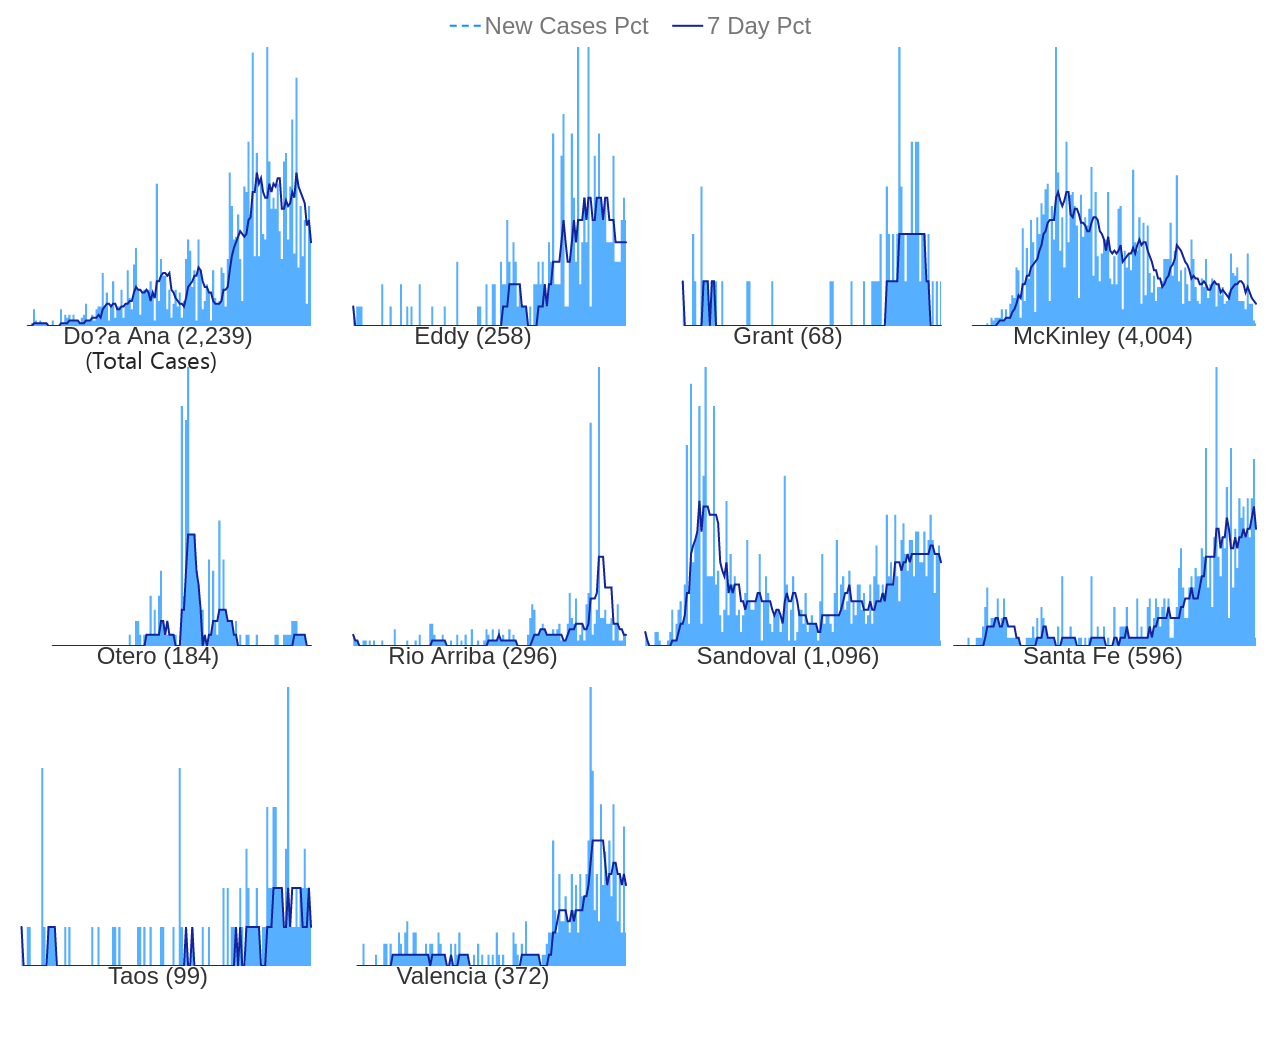 New Cases Pct 7 Day Pct
Do?a Ana (2,239)
(Total Cases)
Eddy (258)
Grant (68)
McKinley (4,004)
Otero (184)
Rio Arriba (296)
Sandoval (1,096)
Santa Fe (596)
Taos (99)
Valencia (372)